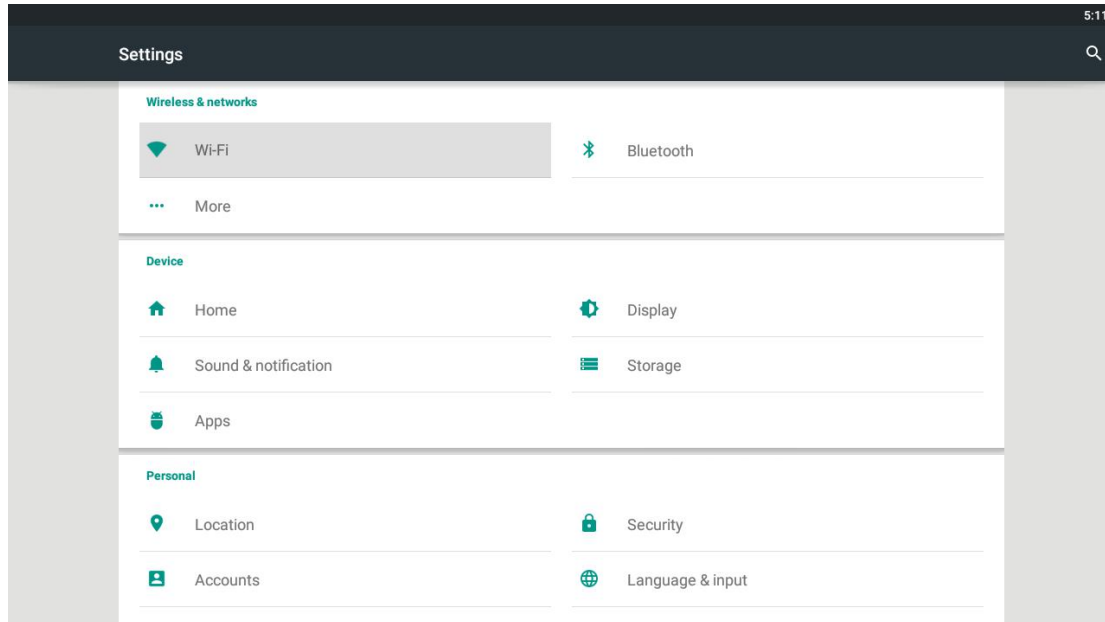 5:11
Settings
Wireless & networks
Wi-Fi
Bluetooth
More
Device
Home
Display
Sound & notification
Storage
Apps
Personal
Location
Security
Accounts
Language & input